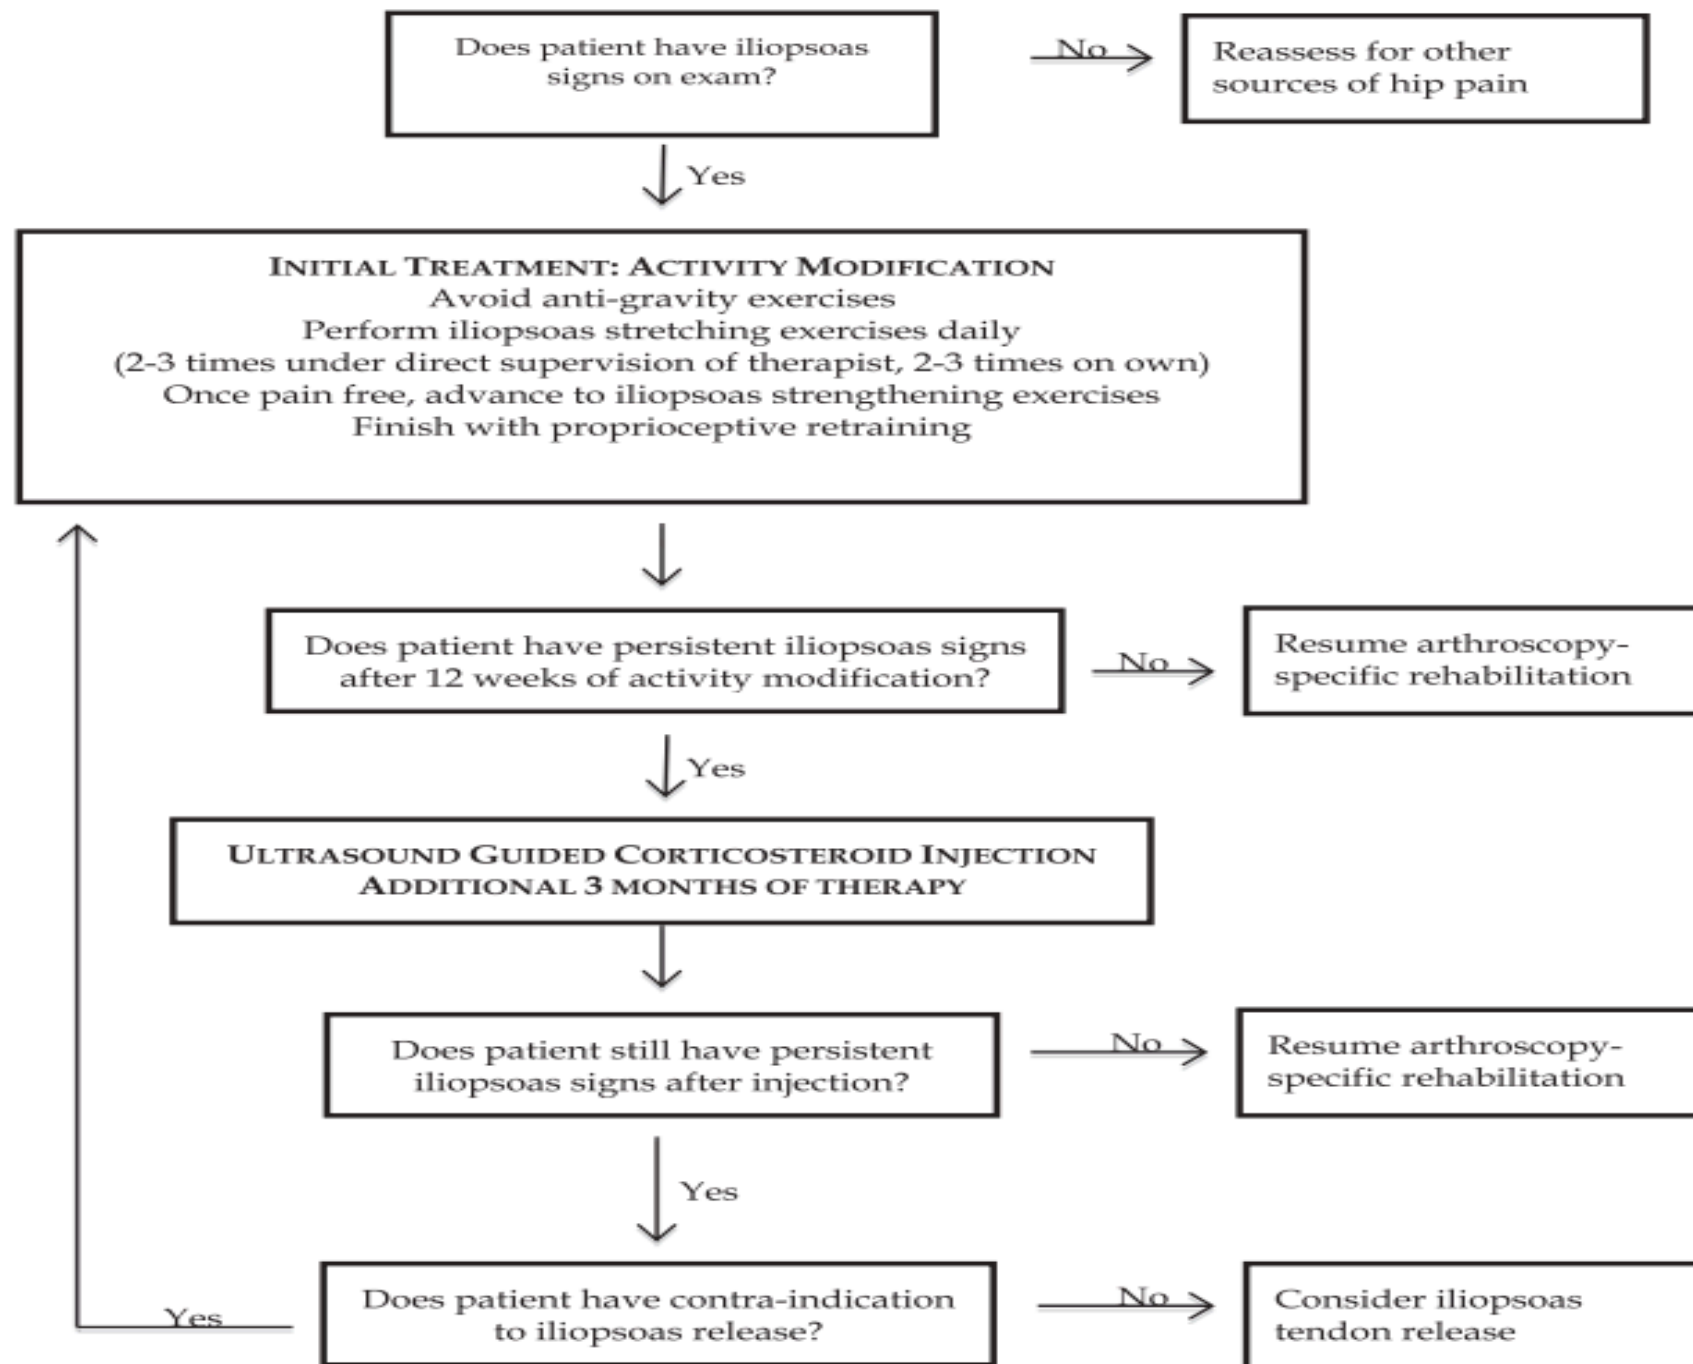 Does patient have iliopsoas
signs on exam?
No
Reassess for other
sources of hip pain
Yes
INITIAL TREATMENT: ACTIVITY MODIFICATION
Avoid anti-gravity exercises
Perform iliopsoas stretching exercises daily
(2-3 times under direct supervision of therapist, 2-3 times on own)
Once pain free, advance to iliopsoas strengthening exercises
Finish with proprioceptive retraining
Does patient have persistent iliopsoas signs
after 12 weeks of activity modification?
No
Resume arthroscopy-
specific rehabilitation
Yes
ULTRASOUND GUIDED CORTICOSTEROID INJECTION
ADDITIONAL 3 MONTHS OF THERAPY
Does patient still have persistent
iliopsoas signs after injection?
No
Resume arthroscopy-
specific rehabilitation
Yes
Does patient have contra-indication
to iliopsoas release?
Yes
No
Consider iliopsoas
tendon release